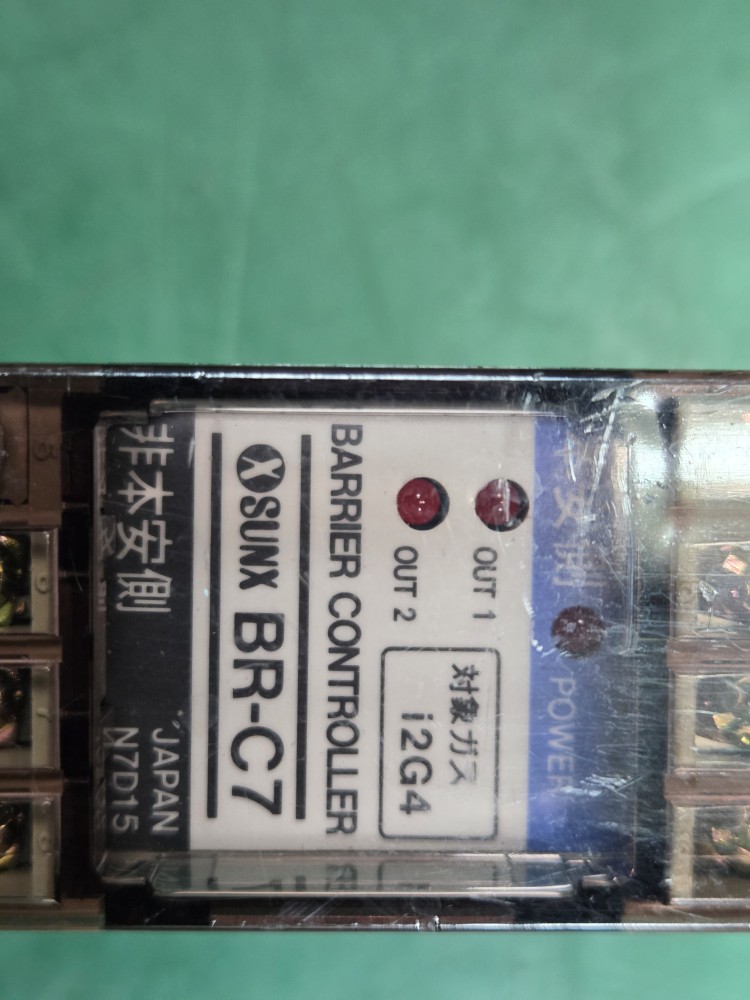 本安側
POWER
OUT 1
OUT 2
対象ガス
i2G4
BARRIER CONTROLLER
SUNX BR-C7
非本安側
JAPAN
N7D15